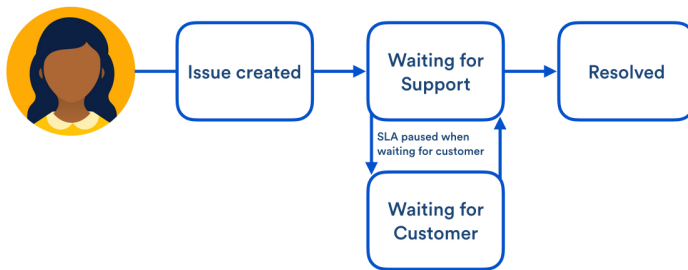 Issue created
Waiting for
Support
Resolved
SLA paused when
waiting for customer
Waiting for
Customer